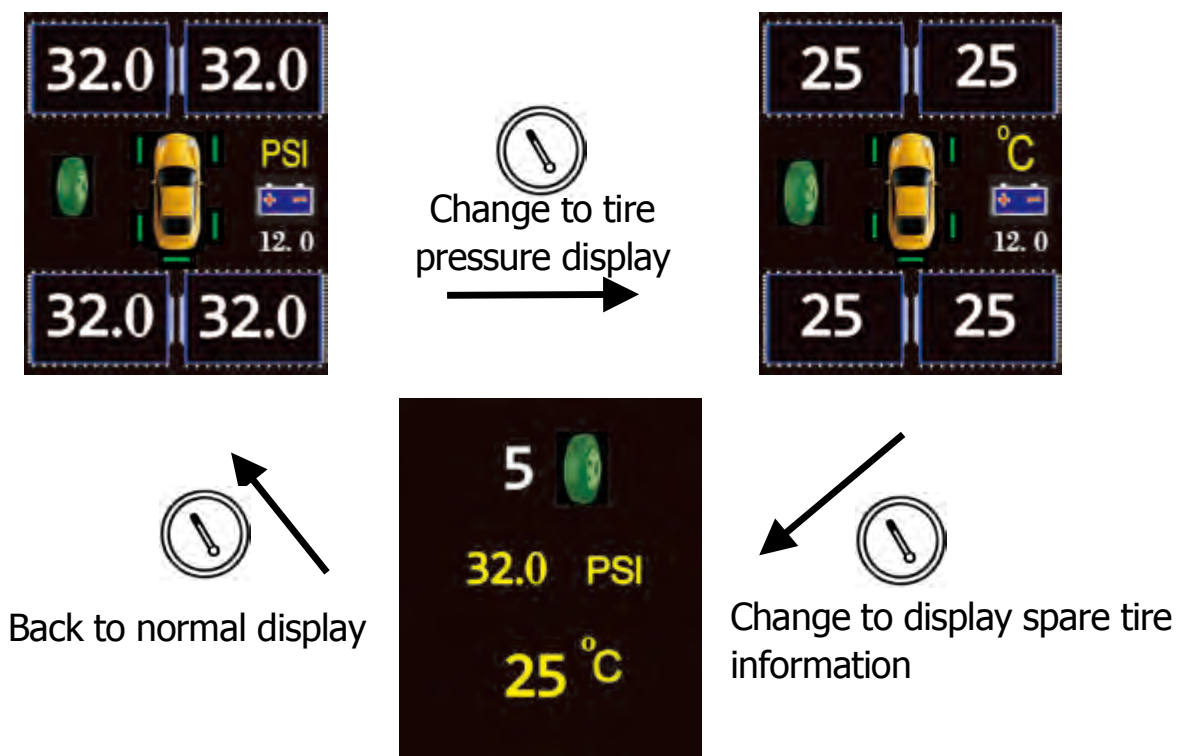 32.0 32.0
PSI
+ -
12. 0
32.0 32.0
Change to tire
pressure display
25 25
°C
+ -
12. 0
25 25
5
32.0 PSI
25 °C
Back to normal display
Change to display spare tire
information